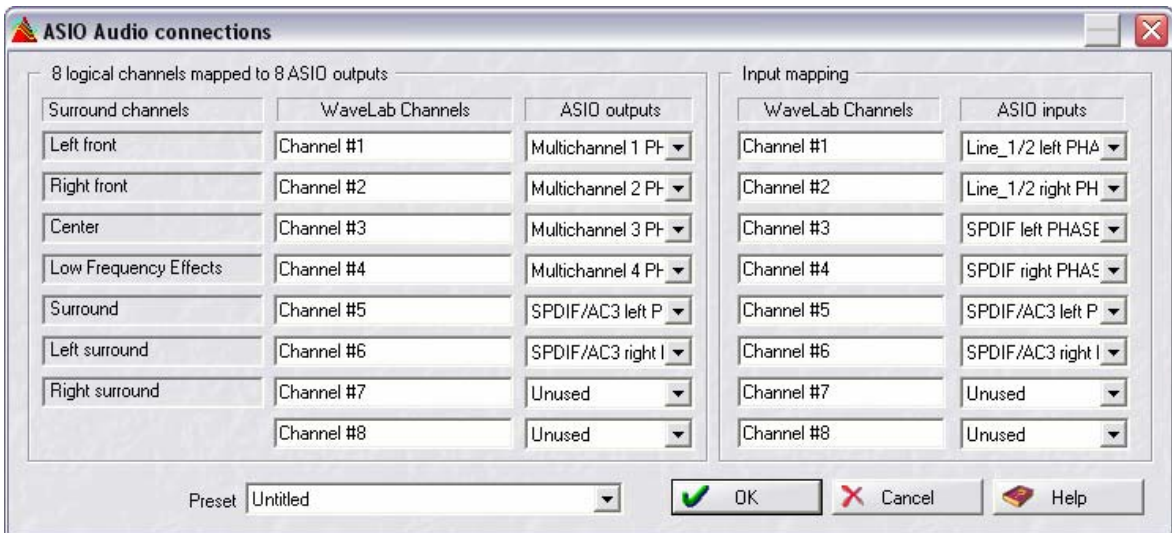 ASIO Audio connections
8 logical channels mapped to 8 ASIO outputs
Input mapping
Surround channels WaveLab Channels ASIO outputs WaveLab Channels ASIO inputs
Left front Channel #1 Multichannel 1 PH Channel #1 Line_1/2 left PHA
Right front Channel #2 Multichannel 2 PH Channel #2 Line_1/2 right PH
Center Channel #3 Multichannel 3 PH Channel #3 SPDIF left PHASE
Low Frequency Effects Channel #4 Multichannel 4 PH Channel #4 SPDIF right PHAS
Surround Channel #5 SPDIF/AC3 left P Channel #5 SPDIF/AC3 left P
Left surround Channel #6 SPDIF/AC3 right Channel #6 SPDIF/AC3 right
Right surround Channel #7 Unused Channel #7 Unused
Channel #8 Unused Channel #8 Unused
Preset Untitled OK Cancel Help